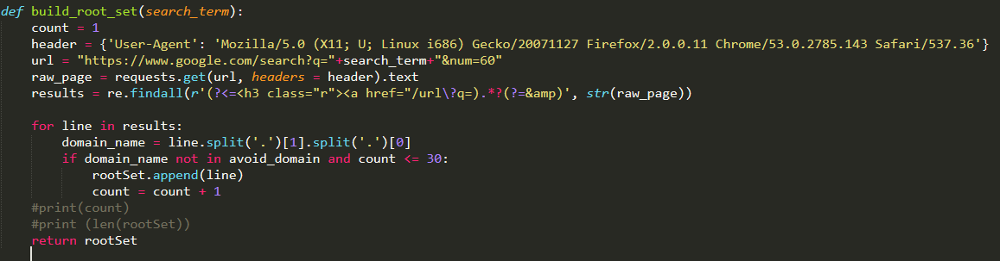 def build_root_set(search_term):
    count = 1
    header = {'User-Agent': 'Mozilla/5.0 (X11; U; Linux i686) Gecko/20071127 Firefox/2.0.0.11 Chrome/53.0.2785.143 Safari/537.36'}
    url = "https://www.google.com/search?q="+search_term+"&num=60"
    raw_page = requests.get(url, headers = header).text
    results = re.findall(r'(?<=<h3 class="r"><a href="/url\?q=).*?(?=&amp)', str(raw_page))

    for line in results:
        domain_name = line.split('.')[1].split('.')[0]
        if domain_name not in avoid_domain and count <= 30:
            rootSet.append(line)
            count = count + 1
    #print(count)
    #print (len(rootSet))
    return rootSet